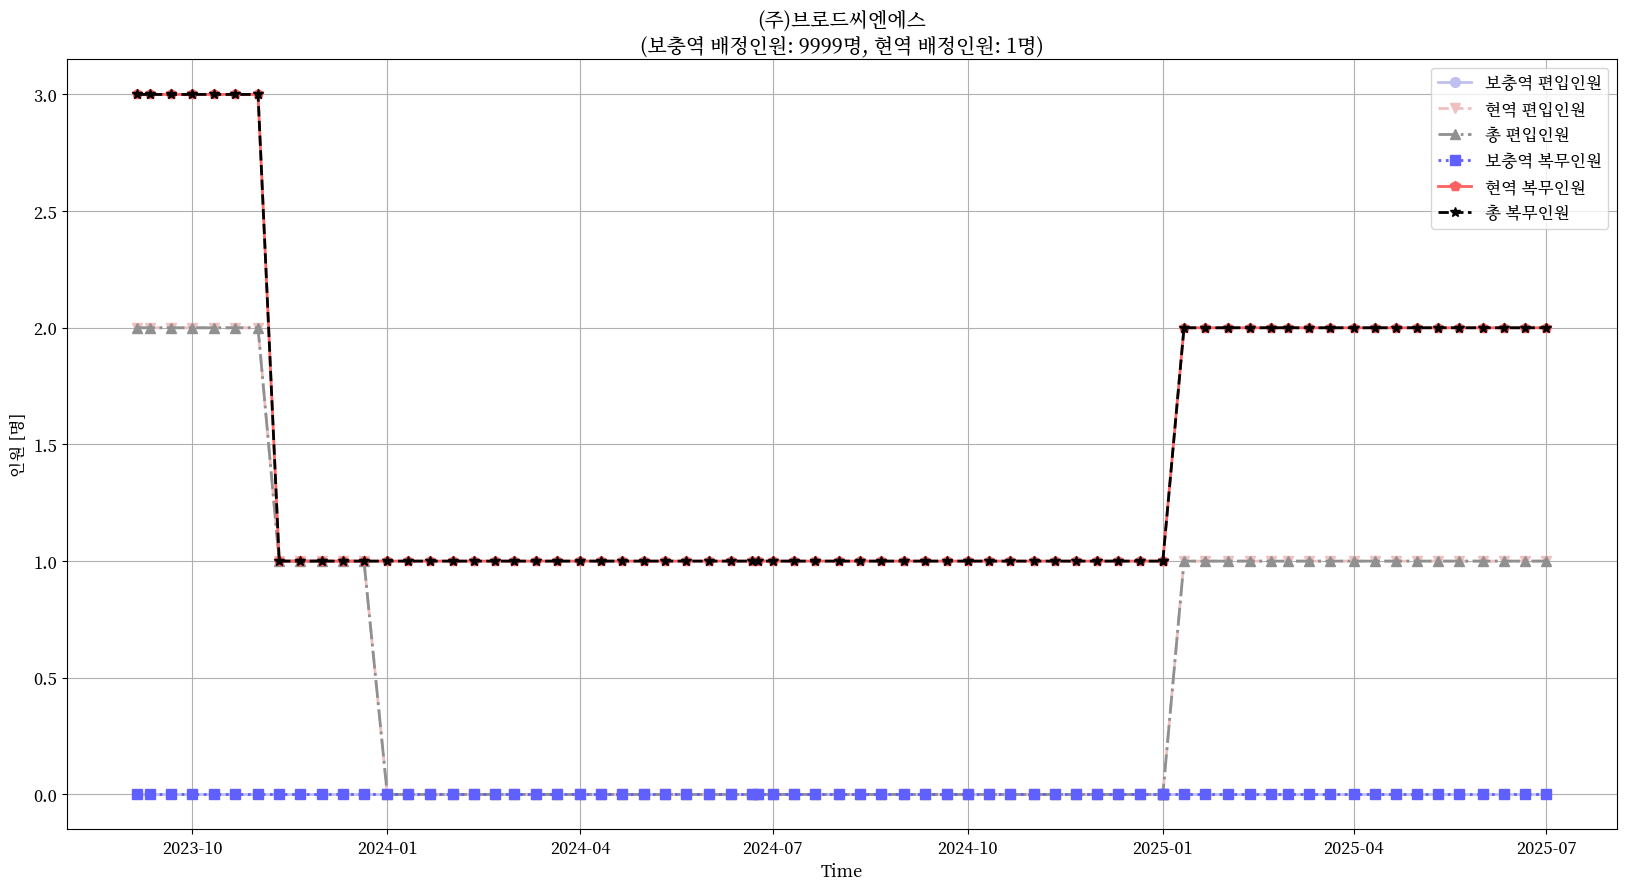 (주)브로드씨엔에스
(보충역 배정인원: 9999명, 현역 배정인원: 1명)
보충역 편입인원
현역 편입인원
총 편입인원
보충역 복무인원
현역 복무인원
총 복무인원
인원 [명]
3.0
2.5
2.0
1.5
1.0
0.5
0.0
2023-10
2024-01
2024-04
2024-07
2024-10
2025-01
2025-04
2025-07
Time